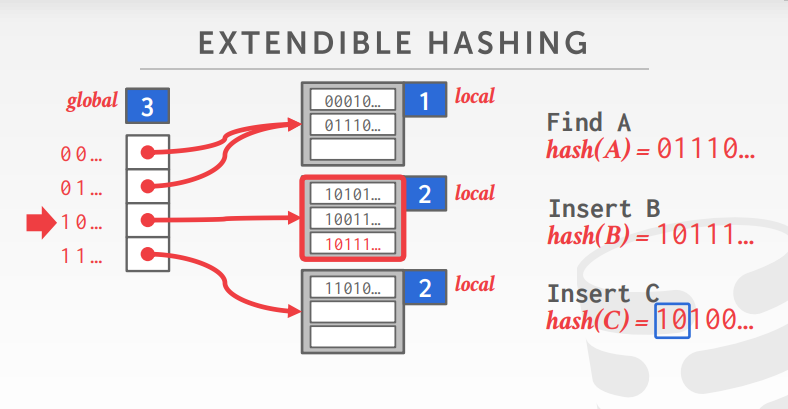 EXTENDIBLE HASHING
global 3
00...
01...
10...
11...
1 local
00010...
01110...
2 local
10101...
10011...
10111...
2 local
11010...
Find A
hash(A) = 01110...
Insert B
hash(B) = 10111...
Insert C
hash(C) = 10100...